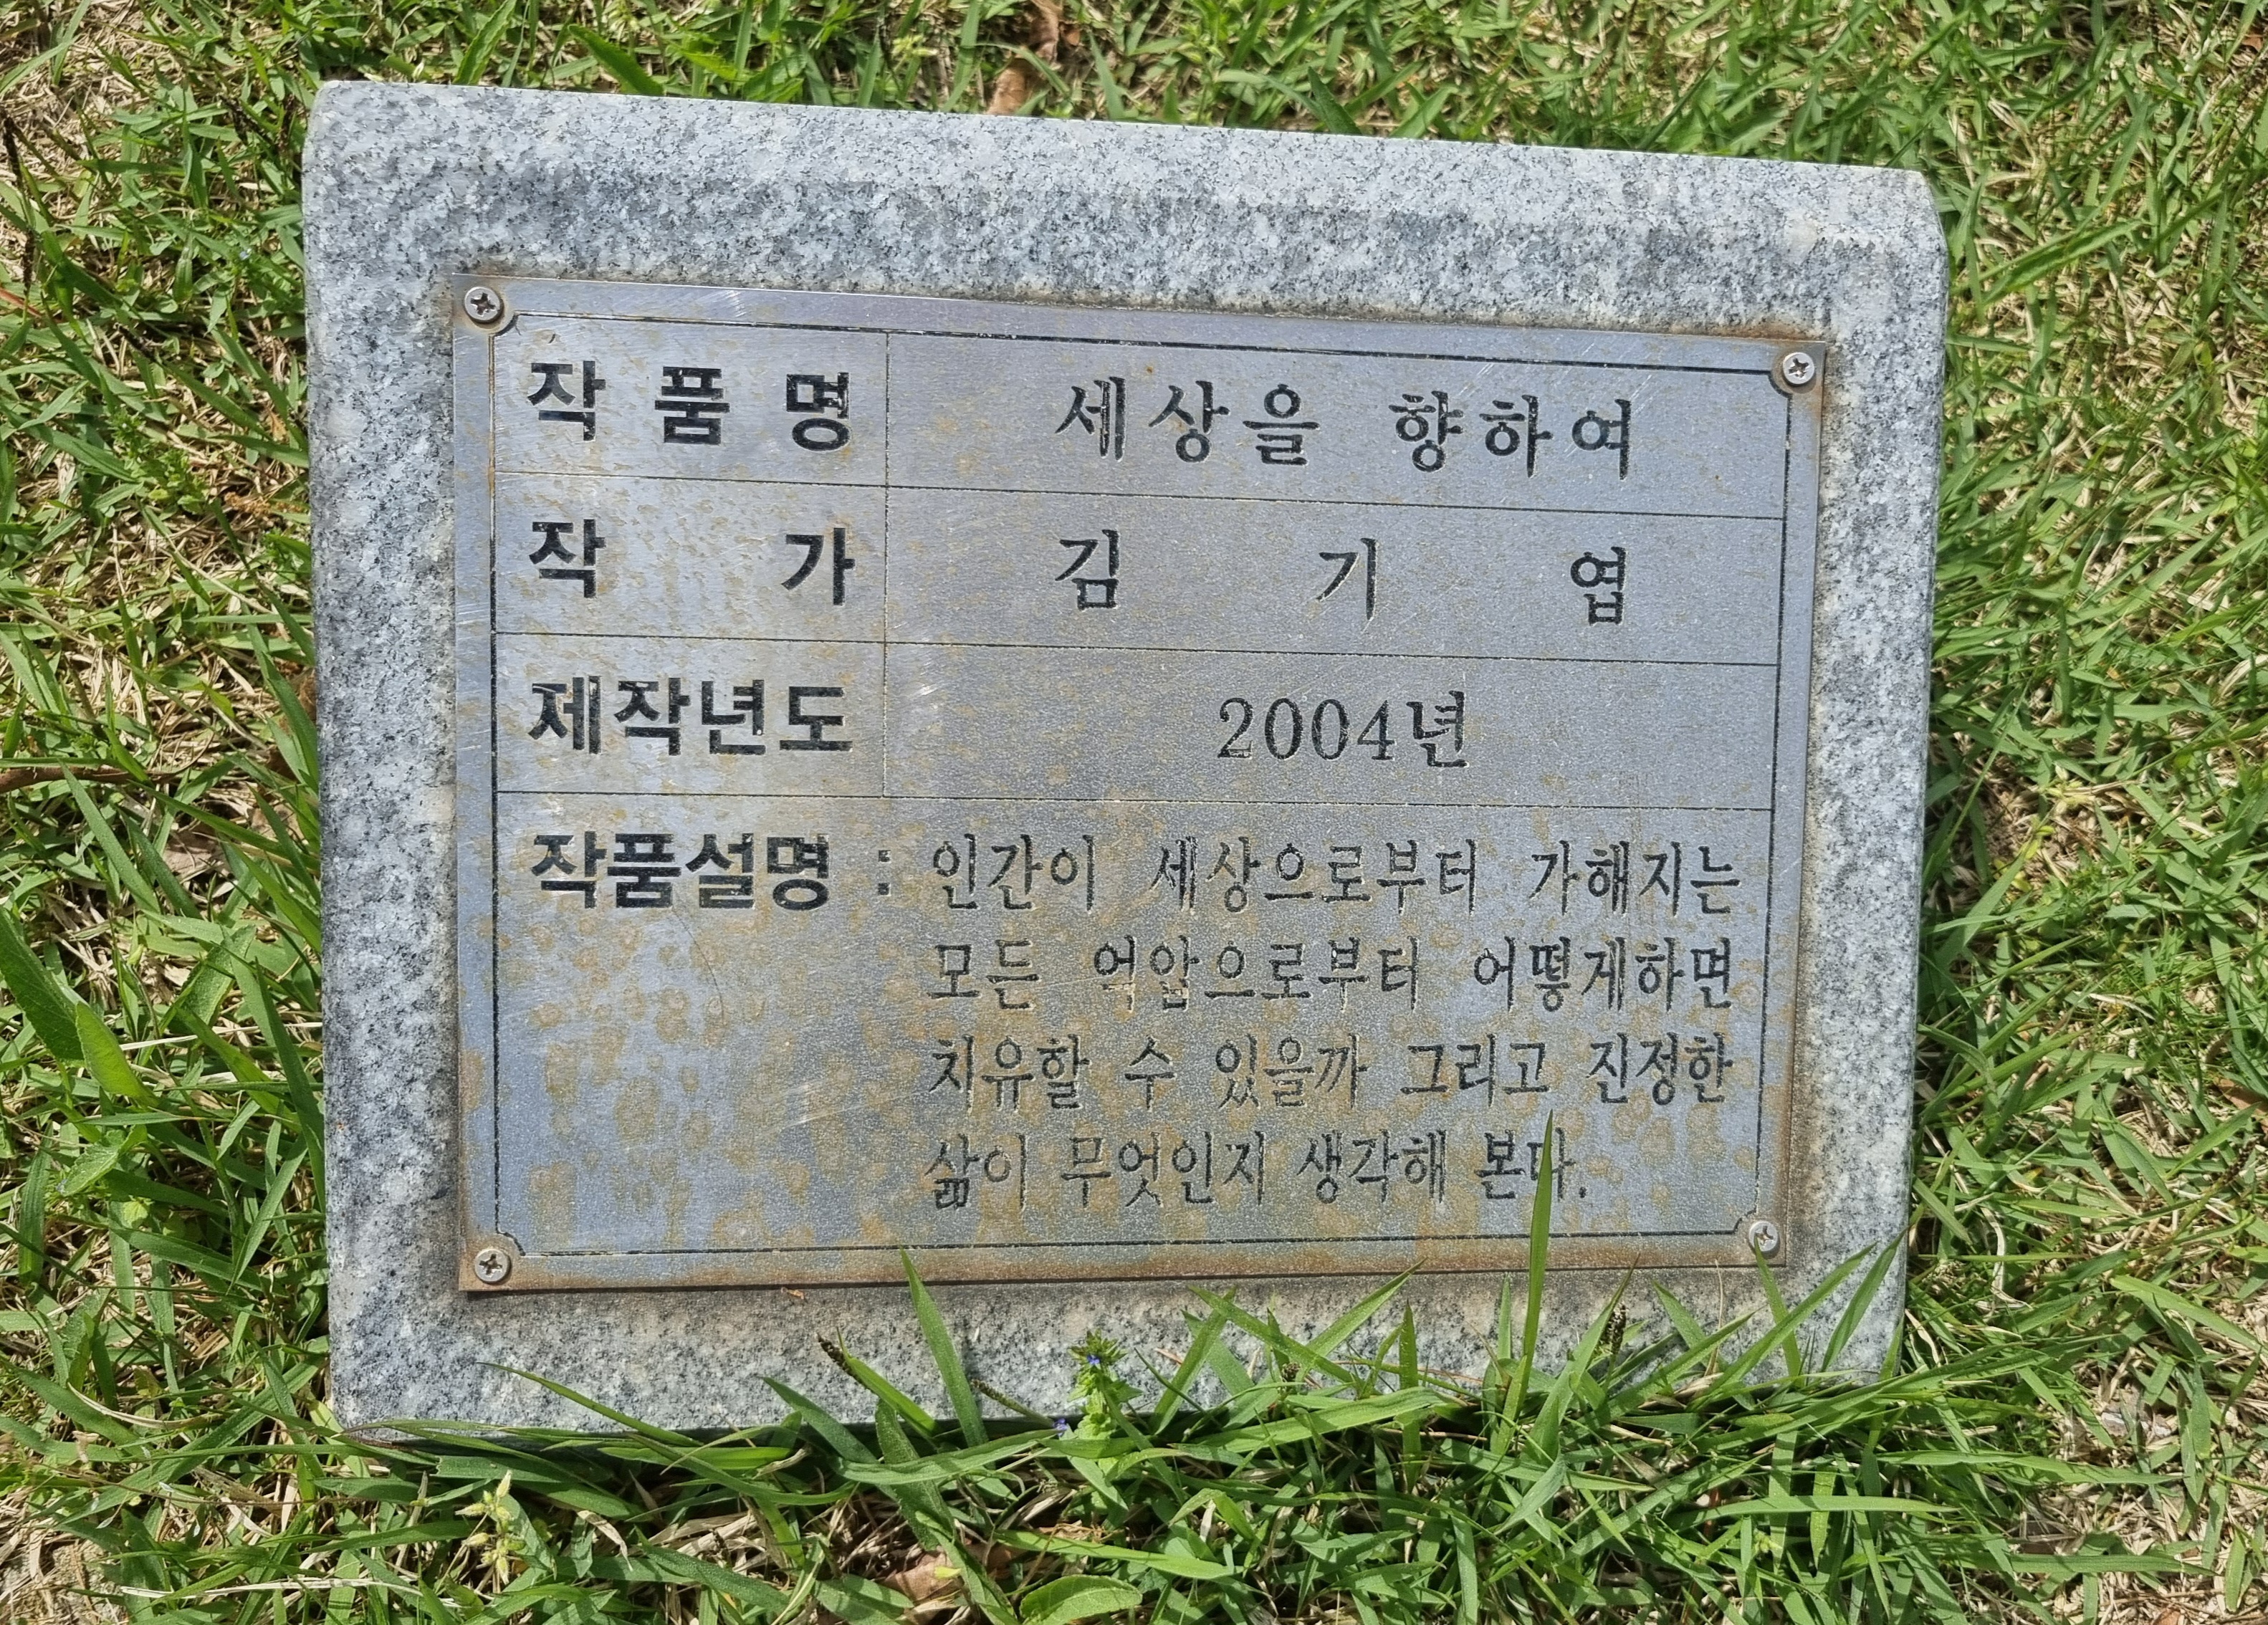 작품명 세상을 향하여
작가 김기엽
제작년도 2004년
작품설명 : 인간이 세상으로부터 가해지는
모든 억압으로부터 어떻게하면
치유할 수 있을까 그리고 진정한
삶이 무엇인지 생각해 본다.